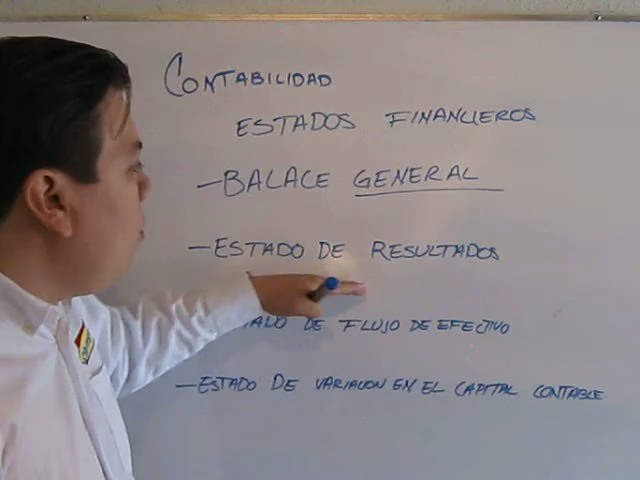 CONTABILIDAD
ESTADOS FINANCIEROS
-BALACE GENERAL
-ESTADO DE RESULTADOS
DE FLUJO DE EFECTIVO
-ESTADO DE VARIACION EN EL CAPITAL CONTABLE